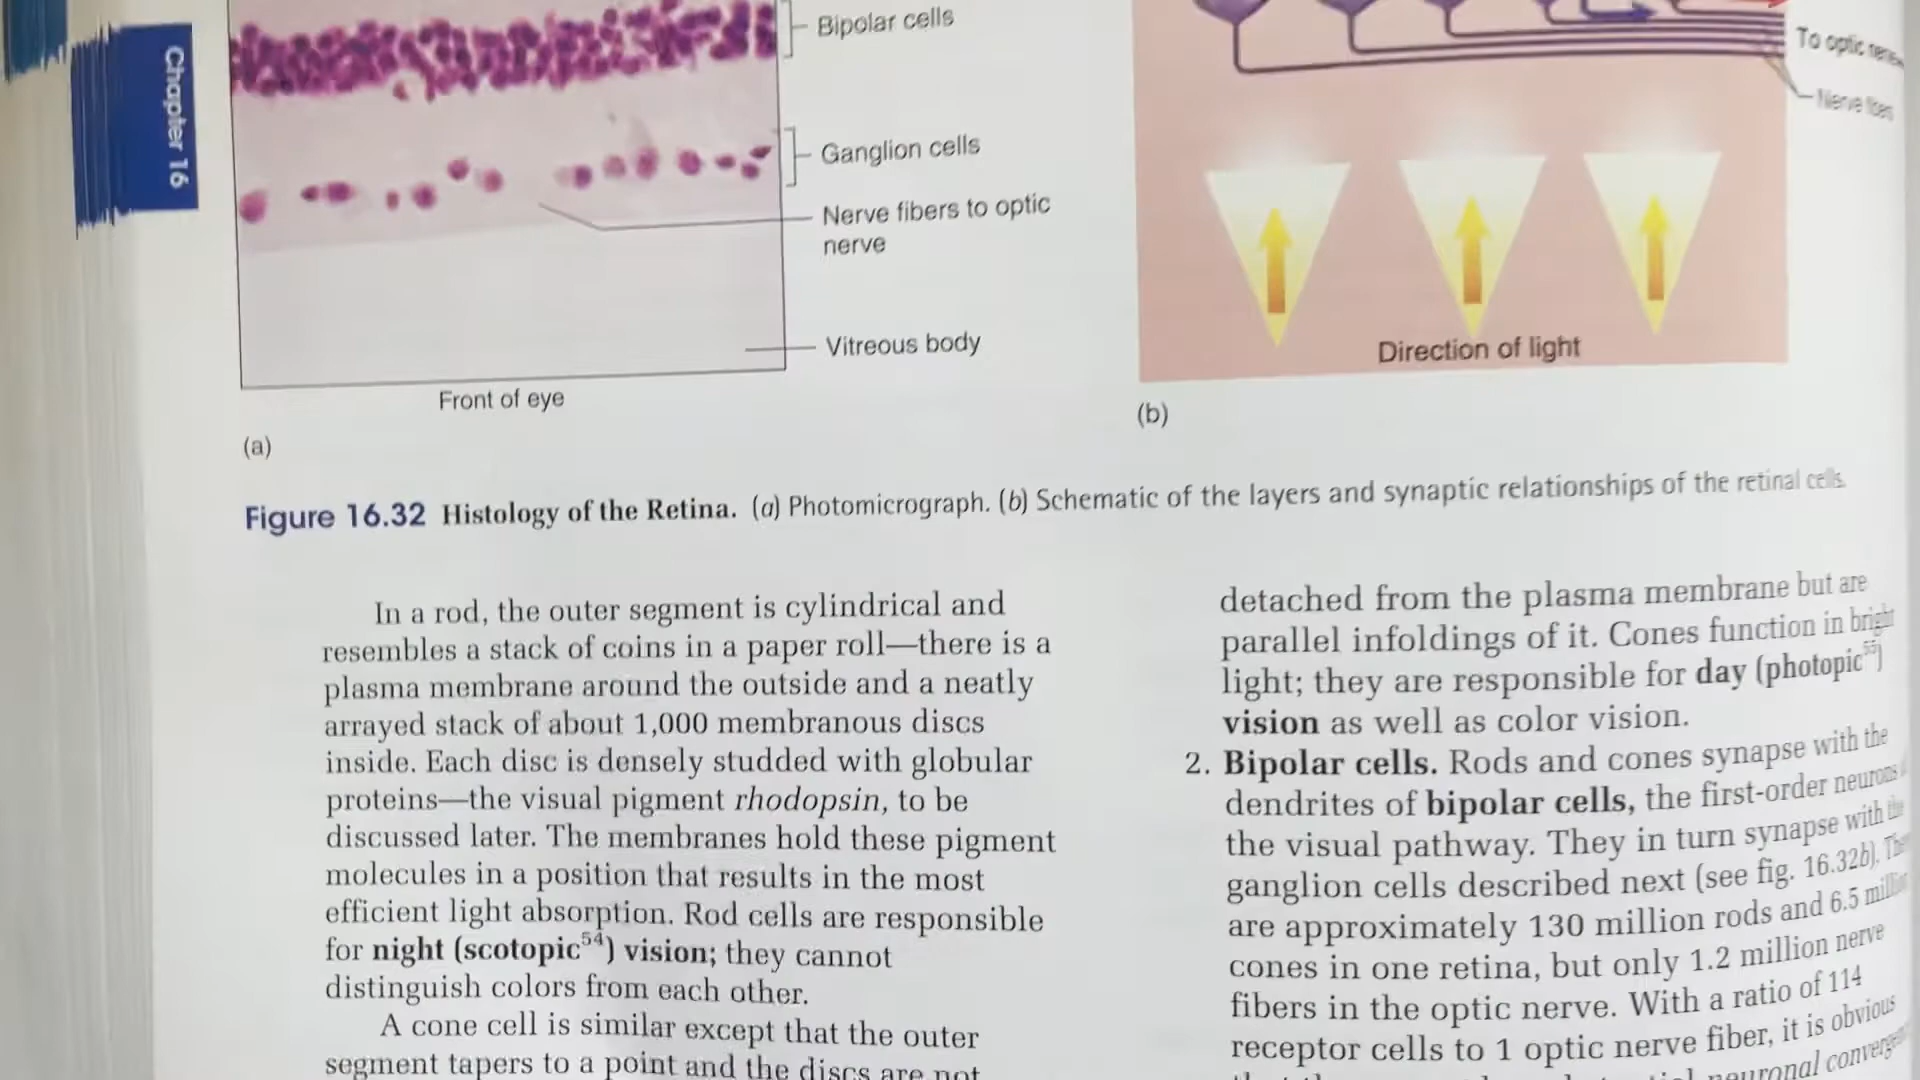 Chapter 16
Bipolar cells
Ganglion cells
Nerve fibers to optic
nerve
Vitreous body
Front of eye
(a)
To optic nerve
Nerve fibers
Direction of light
(b)
Figure 16.32 Histology of the Retina. (a) Photomicrograph. (b) Schematic of the layers and synaptic relationships of the retinal cells.
In a rod, the outer segment is cylindrical and
resembles a stack of coins in a paper roll—there is a
plasma membrane around the outside and a neatly
arrayed stack of about 1,000 membranous discs
inside. Each disc is densely studded with globular
proteins—the visual pigment rhodopsin, to be
discussed later. The membranes hold these pigment
molecules in a position that results in the most
efficient light absorption. Rod cells are responsible
for night (scotopic⁵⁴) vision; they cannot
distinguish colors from each other.
A cone cell is similar except that the outer
segment tapers to a point and the discs are not
detached from the plasma membrane but are
parallel infoldings of it. Cones function in bright
light; they are responsible for day (photopic⁵⁵)
vision as well as color vision.
2. Bipolar cells. Rods and cones synapse with the
dendrites of bipolar cells, the first-order neurons
the visual pathway. They in turn synapse with the
ganglion cells described next (see fig. 16.32b).
are approximately 130 million rods and 6.5 million
cones in one retina, but only 1.2 million nerve
fibers in the optic nerve. With a ratio of 114
receptor cells to 1 optic nerve fiber, it is obvious
neuronal